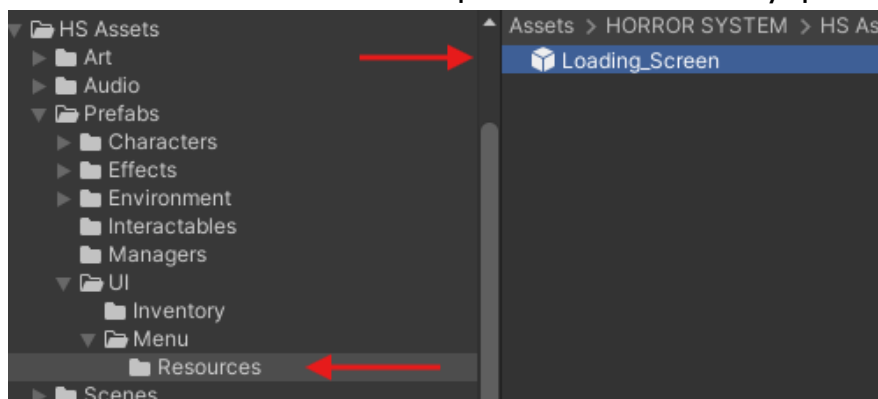 HS Assets
Art
Audio
Prefabs
Characters
Effects
Environment
Interactables
Managers
UI
Inventory
Menu
Resources
Scenes
Assets > HORROR SYSTEM > HS As
Loading_Screen